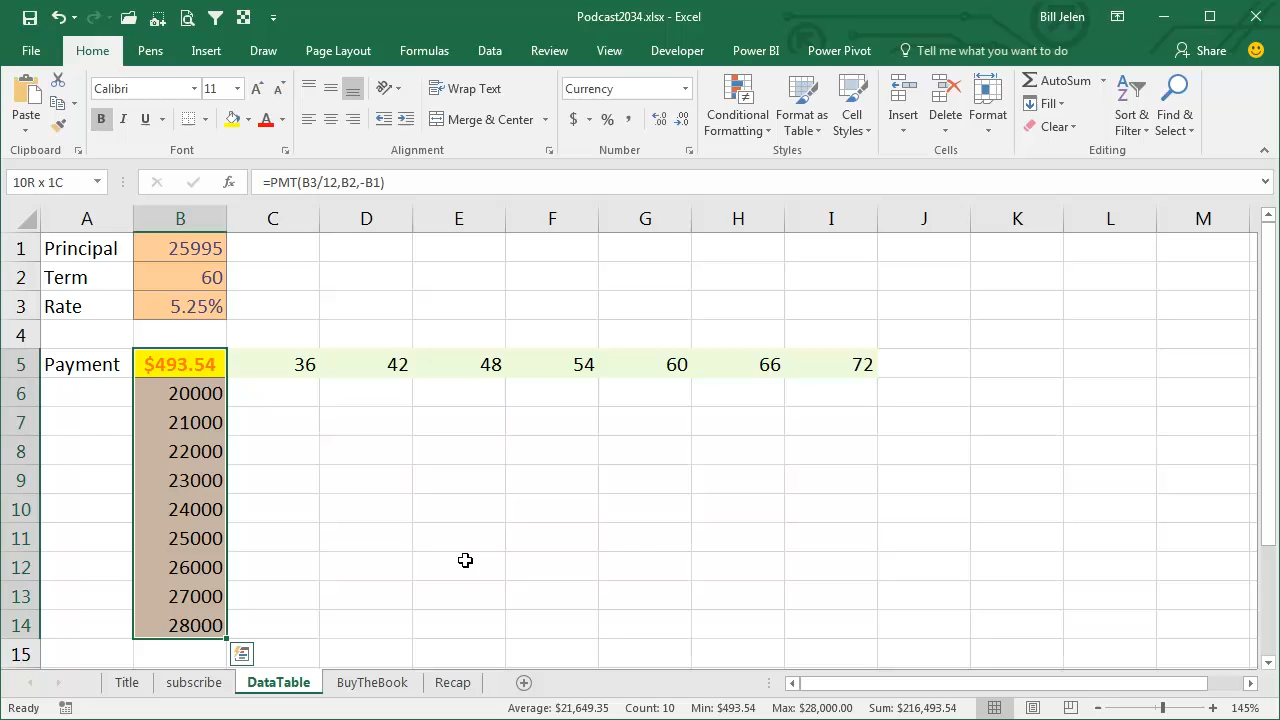 Podcast2034.xlsx - Excel
Bill Jelen
File Home Pens Insert Draw Page Layout Formulas Data Review View Developer Power BI Power Pivot Tell me what you want to do Share
Paste
Clipboard
Calibri 11
B I U A A A
Font
Wrap Text
Merge & Center
Alignment
Currency
$ % ,
Number
Conditional Formatting
Format as Table
Cell Styles
Styles
Insert Delete Format
Cells
AutoSum
Fill
Clear
Sort & Filter
Find & Select
Editing
10R x 1C fx =PMT(B3/12,B2,-B1)
A B C D E F G H I J K L M
1 Principal 25995
2 Term 60
3 Rate 5.25%
4
5 Payment $493.54 36 42 48 54 60 66 72
6 20000
7 21000
8 22000
9 23000
10 24000
11 25000
12 26000
13 27000
14 28000
15
Title subscribe DataTable BuyTheBook Recap
Ready Average: $21,649.35 Count: 10 Min: $493.54 Max: $28,000.00 Sum: $216,493.54 145%